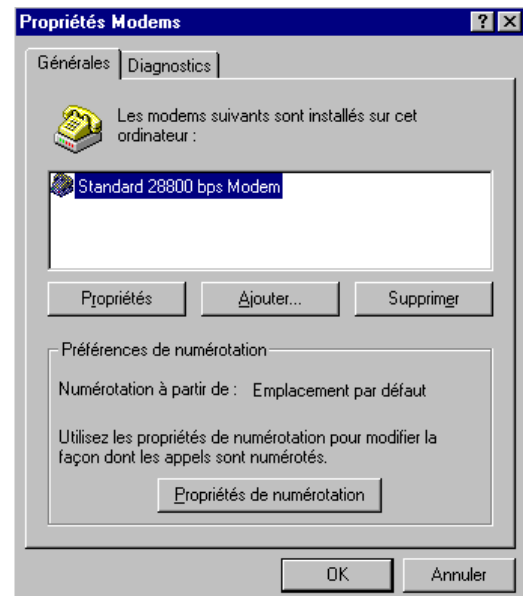 Propriétés Modems
Générales
Diagnostics
Les modems suivants sont installés sur cet
ordinateur :
Standard 28800 bps Modem
Propriétés
Ajouter...
Supprimer
Préférences de numérotation
Numérotation à partir de : Emplacement par défaut
Utilisez les propriétés de numérotation pour modifier la
façon dont les appels sont numérotés.
Propriétés de numérotation
OK
Annuler